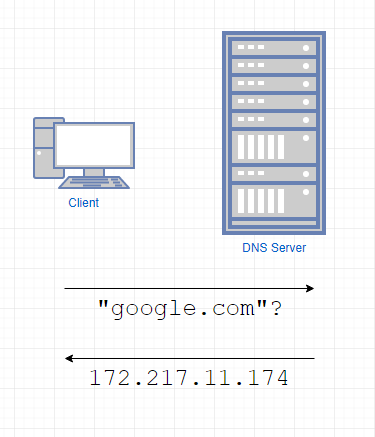 Client
DNS Server
"google.com"?
172.217.11.174